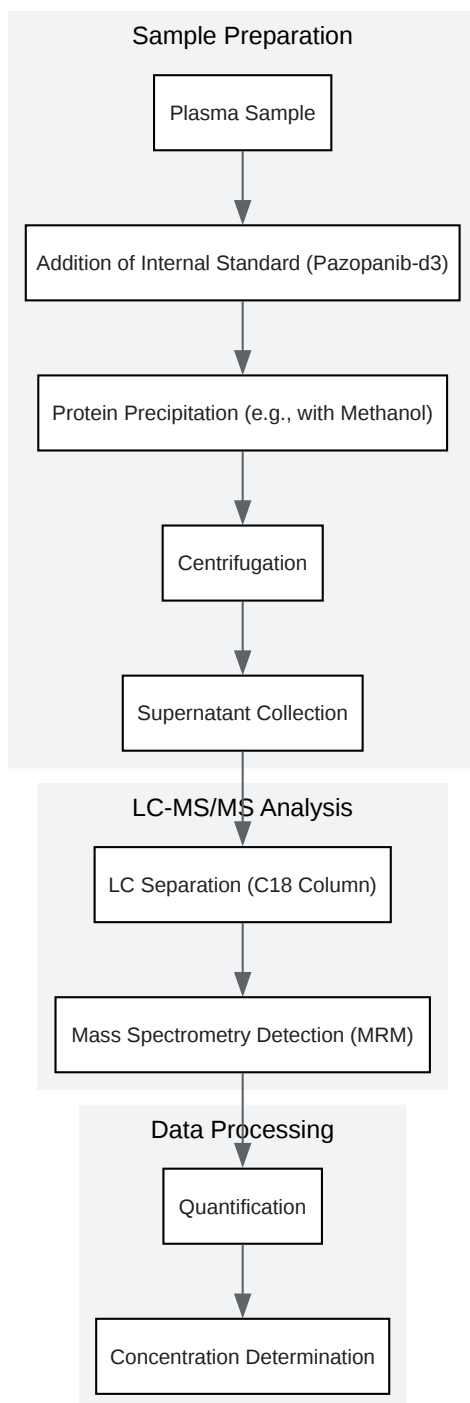 Sample Preparation
Plasma Sample
Addition of Internal Standard (Pazopanib-d3)
Protein Precipitation (e.g., with Methanol)
Centrifugation
Supernatant Collection
LC-MS/MS Analysis
LC Separation (C18 Column)
Mass Spectrometry Detection (MRM)
Data Processing
Quantification
Concentration Determination